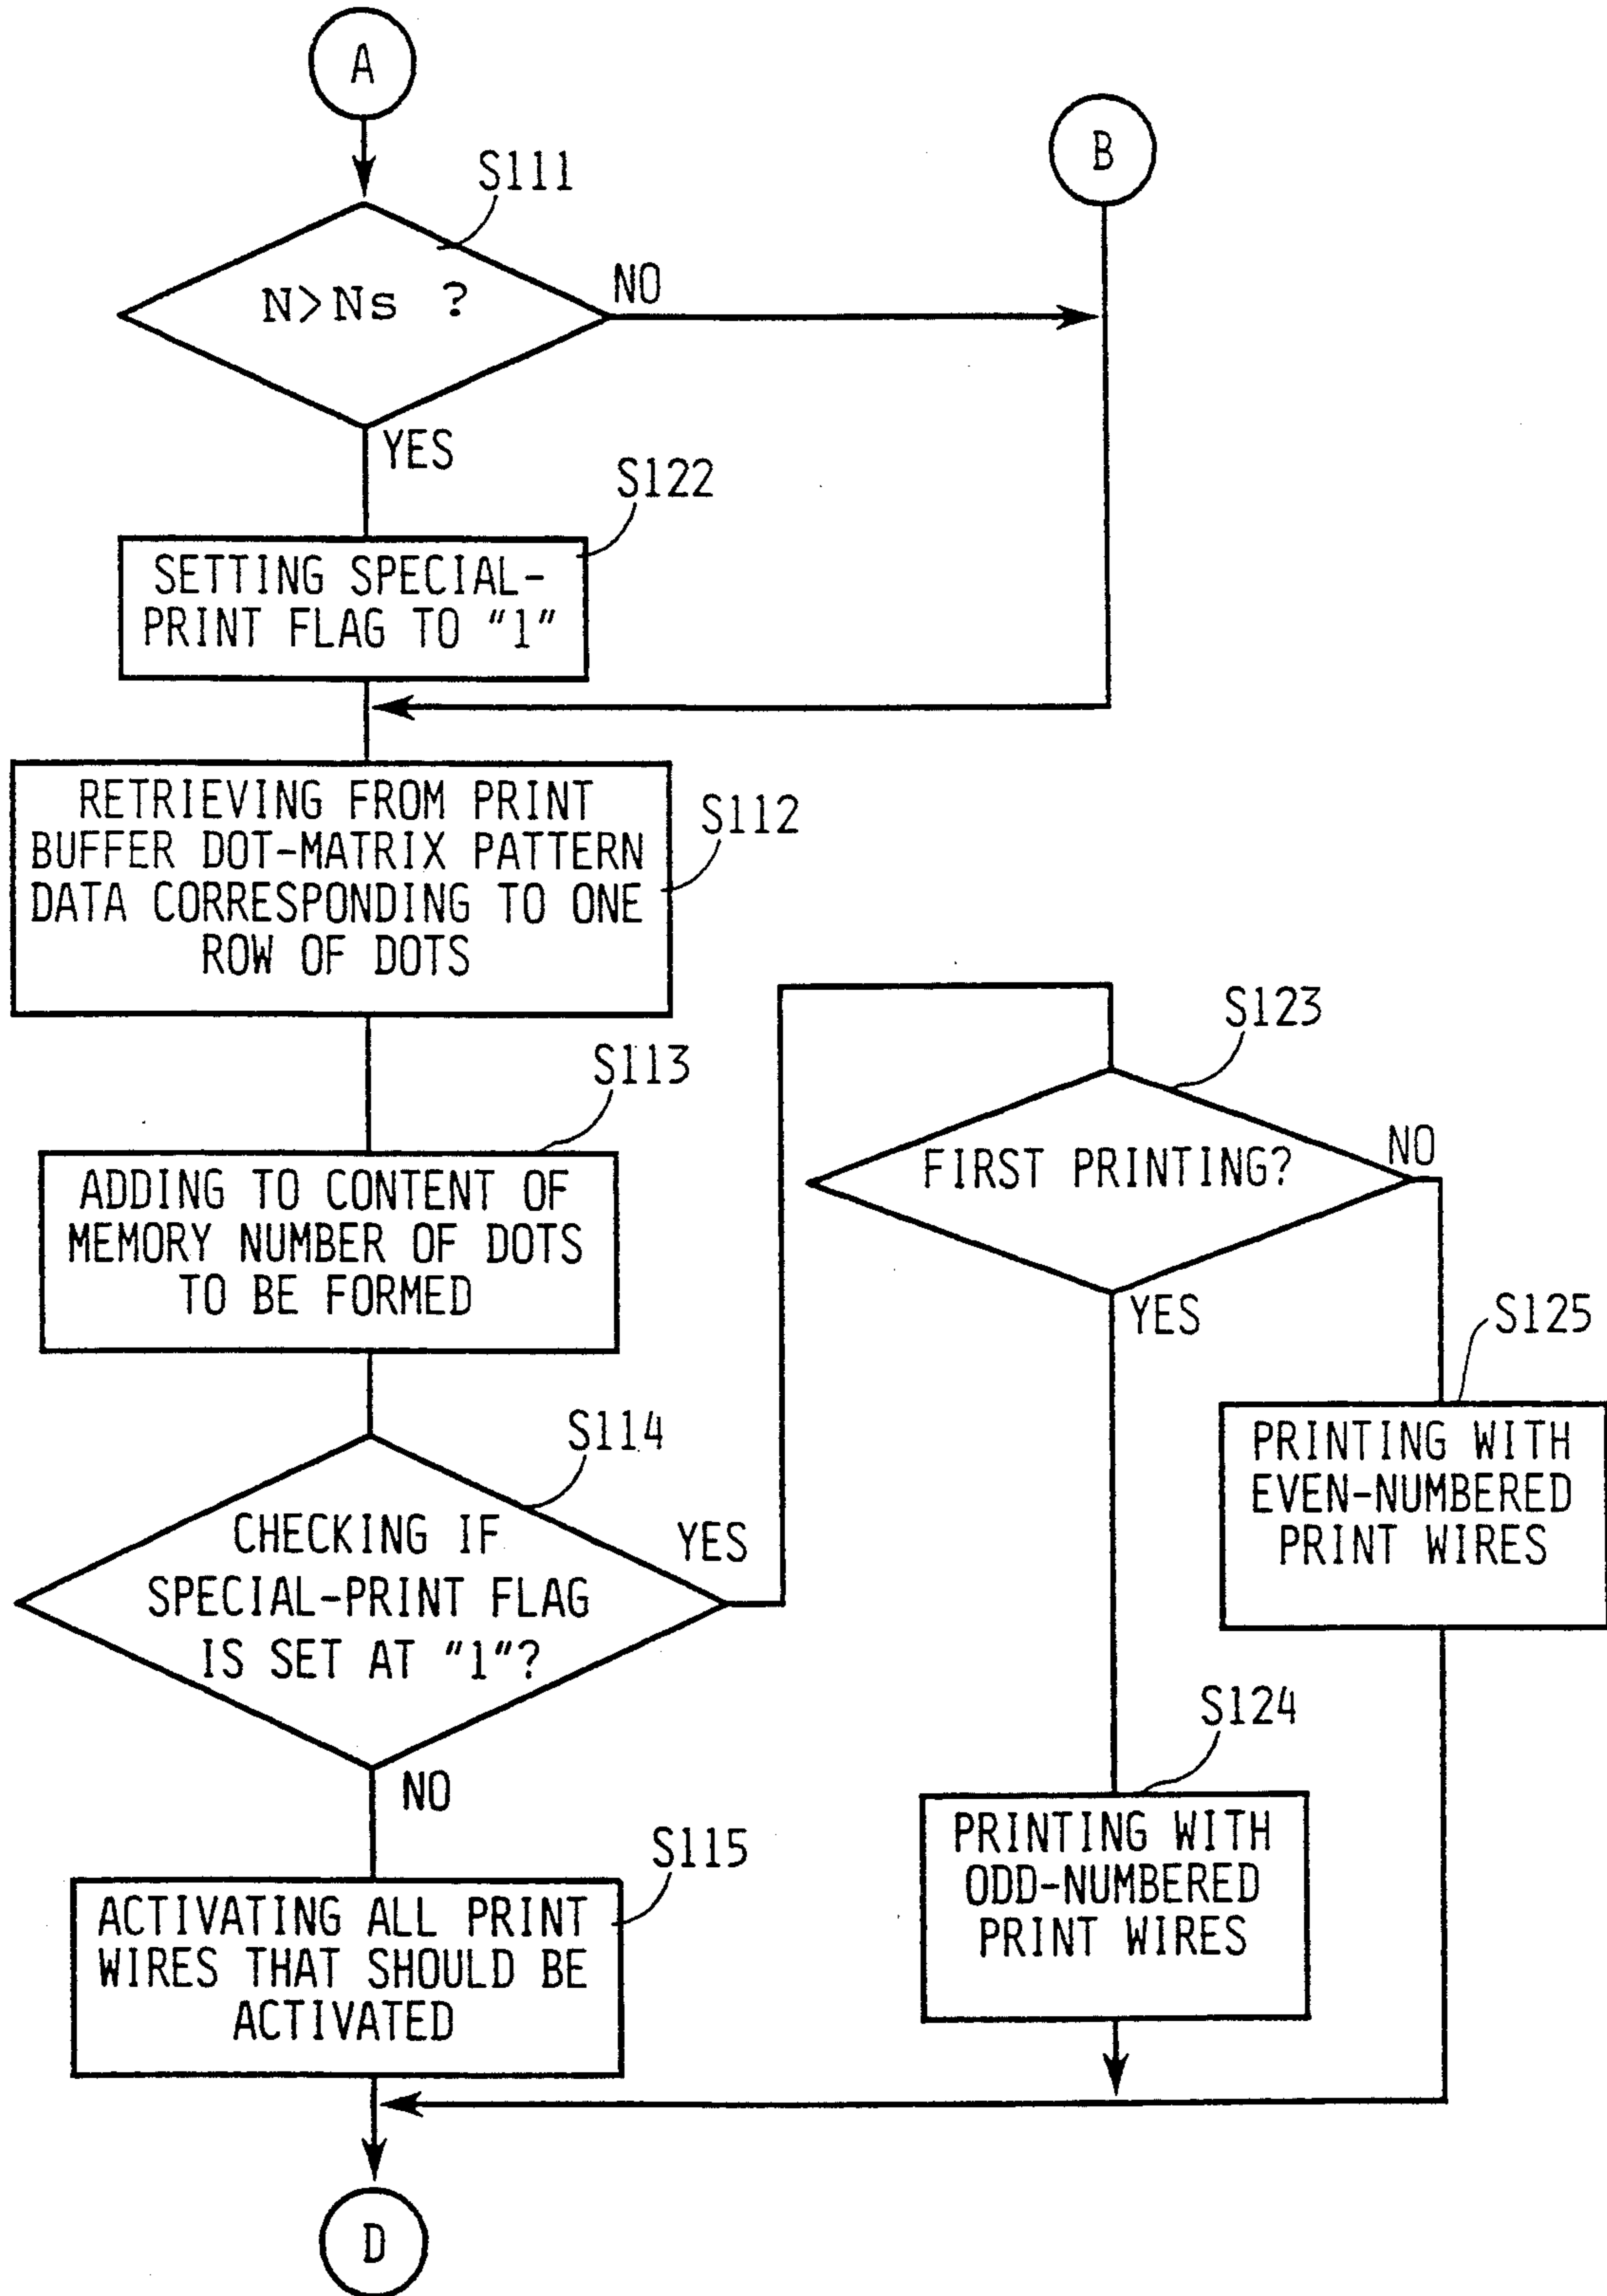 A
B
S111
N>Ns ?
NO
YES
S122
SETTING SPECIAL-
PRINT FLAG TO "1"
RETRIEVING FROM PRINT
BUFFER DOT-MATRIX PATTERN
DATA CORRESPONDING TO ONE
ROW OF DOTS
S112
S113
ADDING TO CONTENT OF
MEMORY NUMBER OF DOTS
TO BE FORMED
S114
CHECKING IF
SPECIAL-PRINT FLAG
IS SET AT "1"?
YES
NO
S115
ACTIVATING ALL PRINT
WIRES THAT SHOULD BE
ACTIVATED
S123
FIRST PRINTING?
NO
YES
S125
PRINTING WITH
EVEN-NUMBERED
PRINT WIRES
S124
PRINTING WITH
ODD-NUMBERED
PRINT WIRES
D